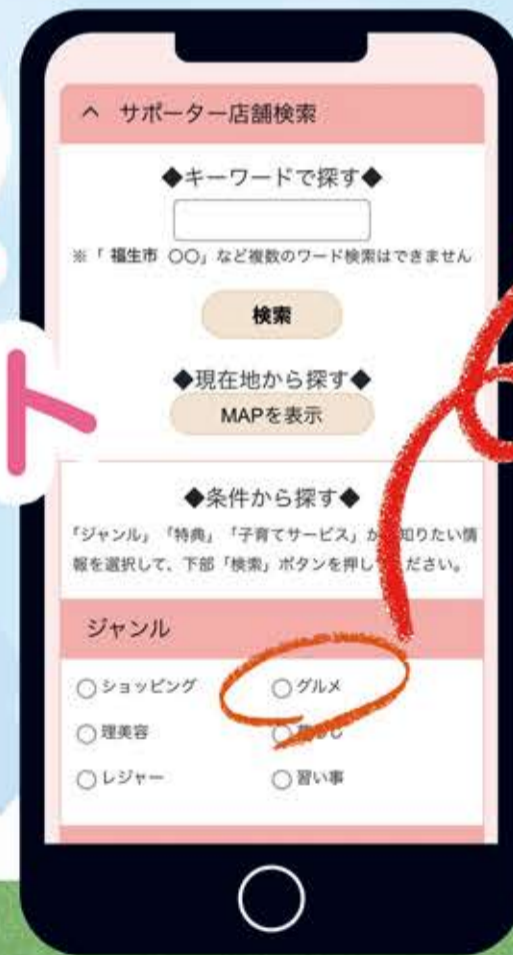 ト
サポーター店舗検索
◆キーワードで探す◆
※「 福生市 〇〇」など複数のワード検索はできません
検索
◆現在地から探す◆
MAPを表示
◆条件から探す◆
「ジャンル」「特典」「子育てサービス」か 知りたい情
報を選択して、下部「検索」ボタンを押し ださい。
ジャンル
ショッピング
グルメ
理美容
レジャー
習い事